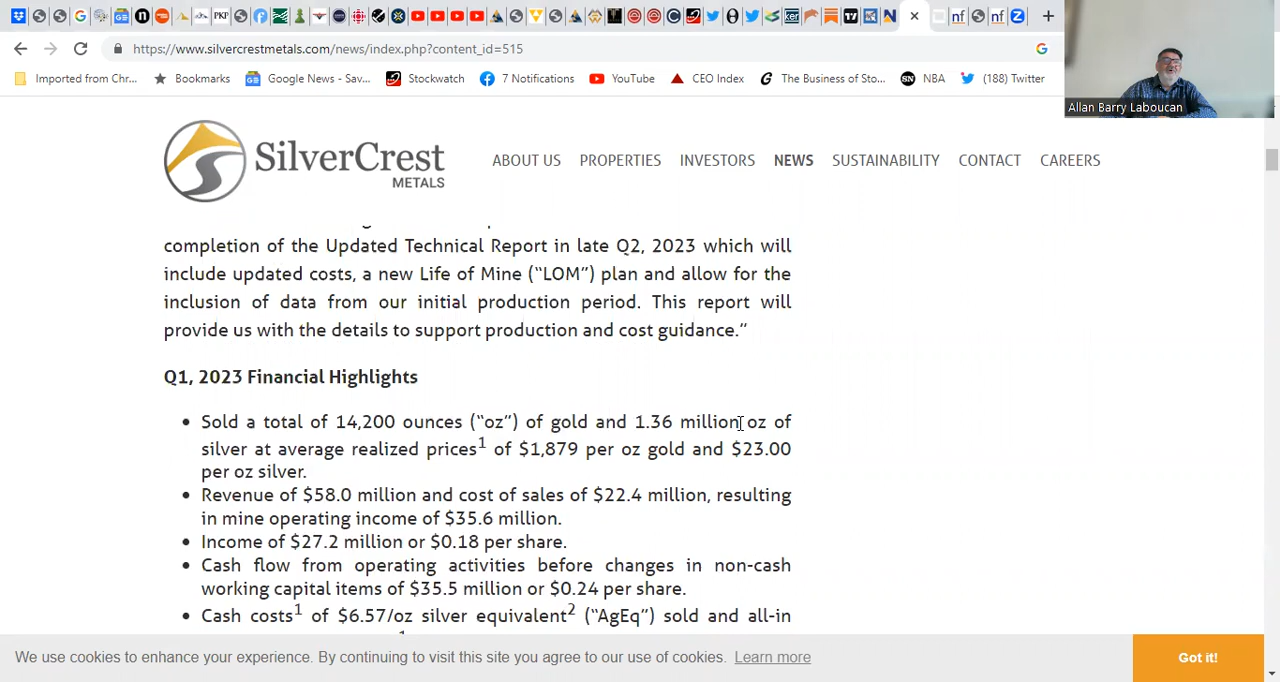 PKP
ker
TV
nf
nf
Z
https://www.silvercrestmetals.com/news/index.php?content_id=515
G
Imported from Chr...
Bookmarks
Google News - Sav...
Stockwatch
7 Notifications
YouTube
CEO Index
The Business of Sto...
SN
NBA
(188) Twitter
Allan Barry Laboucan
SilverCrest
METALS
ABOUT US
PROPERTIES
INVESTORS
NEWS
SUSTAINABILITY
CONTACT
CAREERS
completion of the Updated Technical Report in late Q2, 2023 which will
include updated costs, a new Life of Mine (“LOM”) plan and allow for the
inclusion of data from our initial production period. This report will
provide us with the details to support production and cost guidance.”
Q1, 2023 Financial Highlights
• Sold a total of 14,200 ounces (“oz”) of gold and 1.36 million oz of
silver at average realized prices1 of $1,879 per oz gold and $23.00
per oz silver.
• Revenue of $58.0 million and cost of sales of $22.4 million, resulting
in mine operating income of $35.6 million.
• Income of $27.2 million or $0.18 per share.
• Cash flow from operating activities before changes in non-cash
working capital items of $35.5 million or $0.24 per share.
• Cash costs1 of $6.57/oz silver equivalent2 (“AgEq”) sold and all-in
We use cookies to enhance your experience. By continuing to visit this site you agree to our use of cookies. Learn more
Got it!